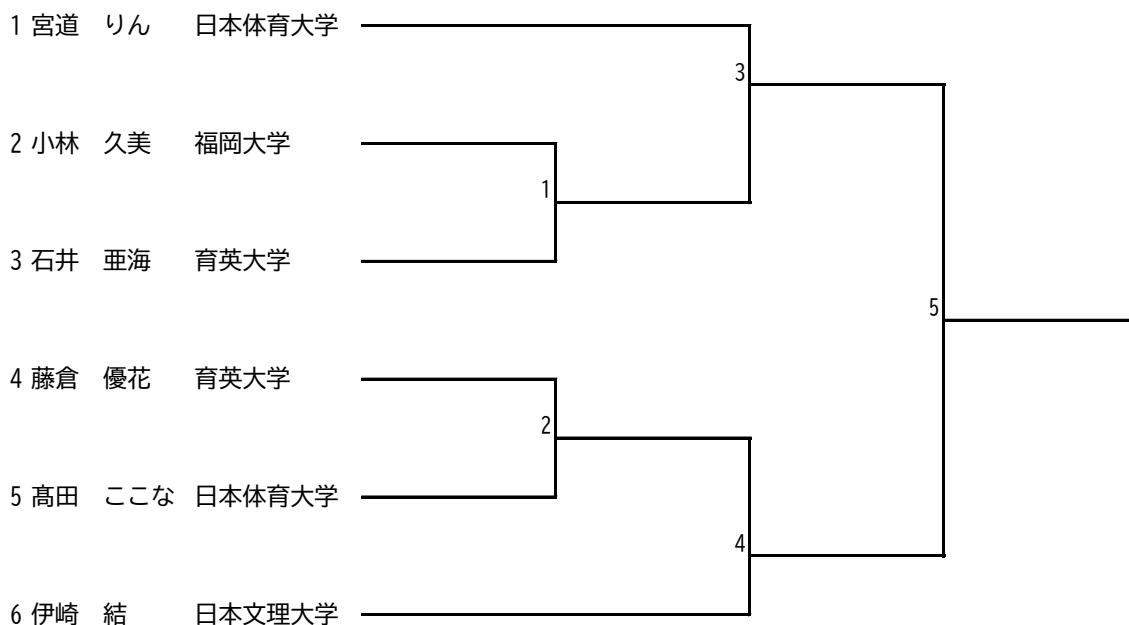 1 宮道 りん 日本体育大学
3
2 小林 久美 福岡大学
1
3 石井 亜海 育英大学
5
4 藤倉 優花 育英大学
2
5 髙田 ここな 日本体育大学
4
6 伊崎 結 日本文理大学